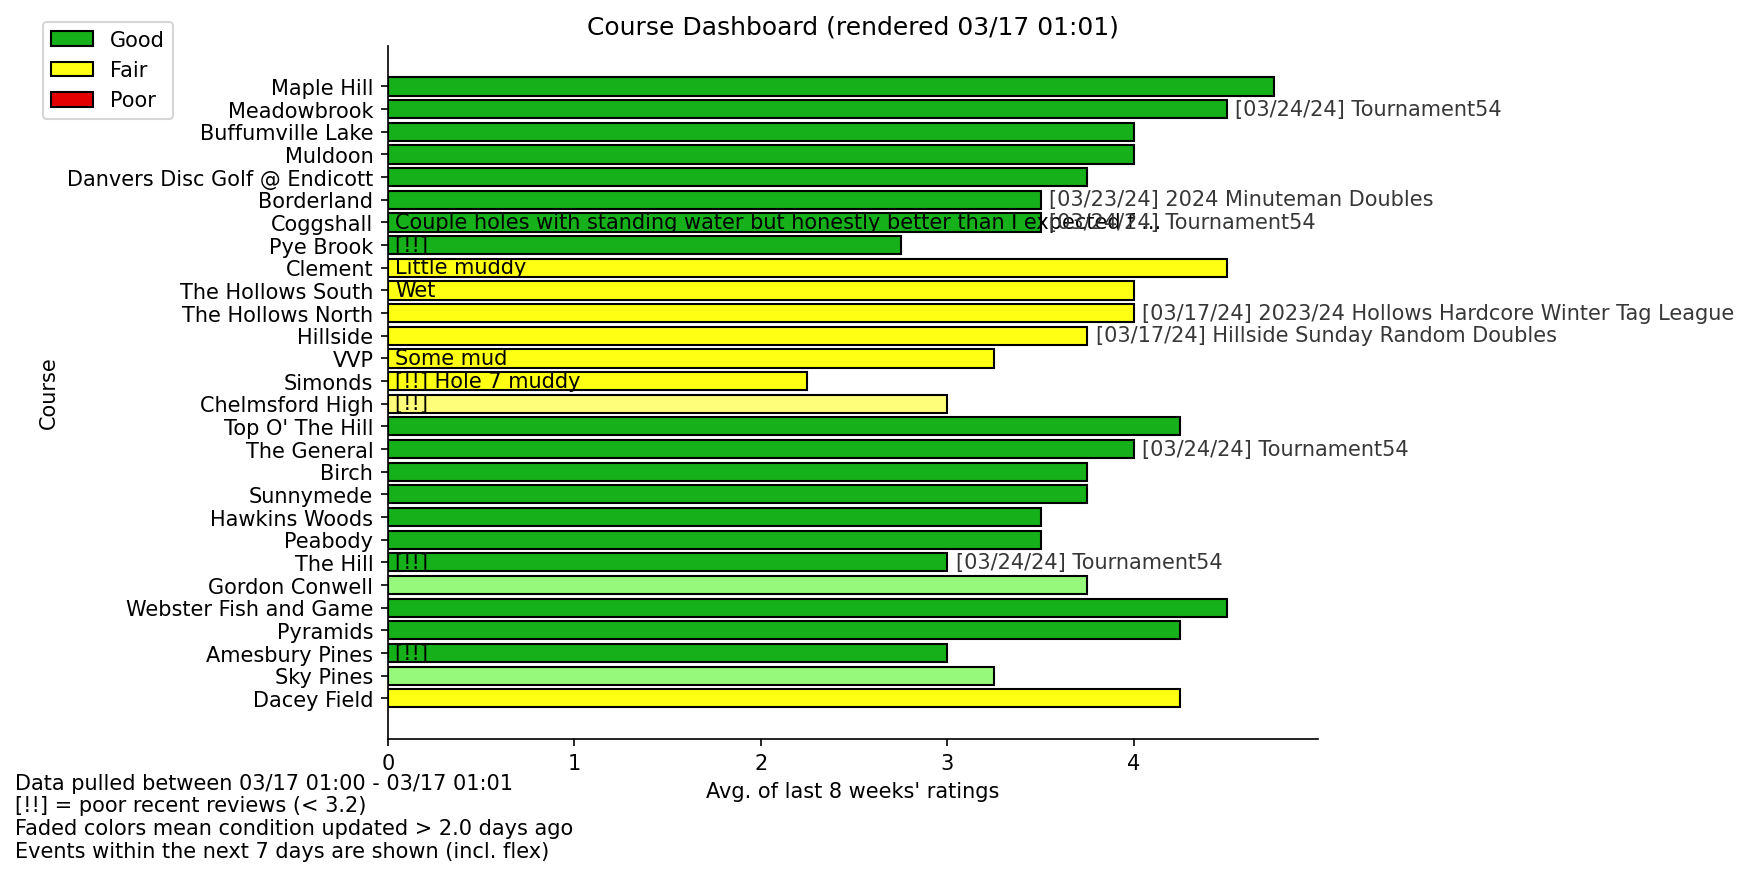 Course Dashboard (rendered 03/17 01:01)
Good
Fair
Poor
Maple Hill
Meadowbrook [03/24/24] Tournament54
Buffumville Lake
Muldoon
Danvers Disc Golf @ Endicott
Borderland [03/23/24] 2024 Minuteman Doubles
Coggshall Couple holes with standing water but honestly better than I expected ... [03/24/24] Tournament54
Pye Brook [!!]
Clement Little muddy
The Hollows South Wet
The Hollows North [03/17/24] 2023/24 Hollows Hardcore Winter Tag League
Hillside [03/17/24] Hillside Sunday Random Doubles
VVP Some mud
Simonds [!!] Hole 7 muddy
Chelmsford High [!!]
Top O' The Hill
The General [03/24/24] Tournament54
Birch
Sunnymede
Hawkins Woods
Peabody
The Hill [!!] [03/24/24] Tournament54
Gordon Conwell
Webster Fish and Game
Pyramids
Amesbury Pines [!!]
Sky Pines
Dacey Field
Course
0 1 2 3 4
Avg. of last 8 weeks' ratings
Data pulled between 03/17 01:00 - 03/17 01:01
[!!] = poor recent reviews (< 3.2)
Faded colors mean condition updated > 2.0 days ago
Events within the next 7 days are shown (incl. flex)